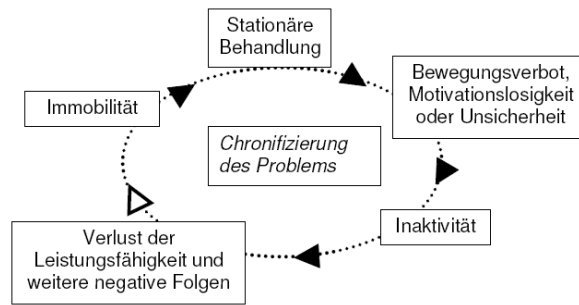 Stationäre
Behandlung
Bewegungsverbot,
Motivationslosigkeit
oder Unsicherheit
Immobilität
Chronifizierung
des Problems
Inaktivität
Verlust der
Leistungsfähigkeit und
weitere negative Folgen